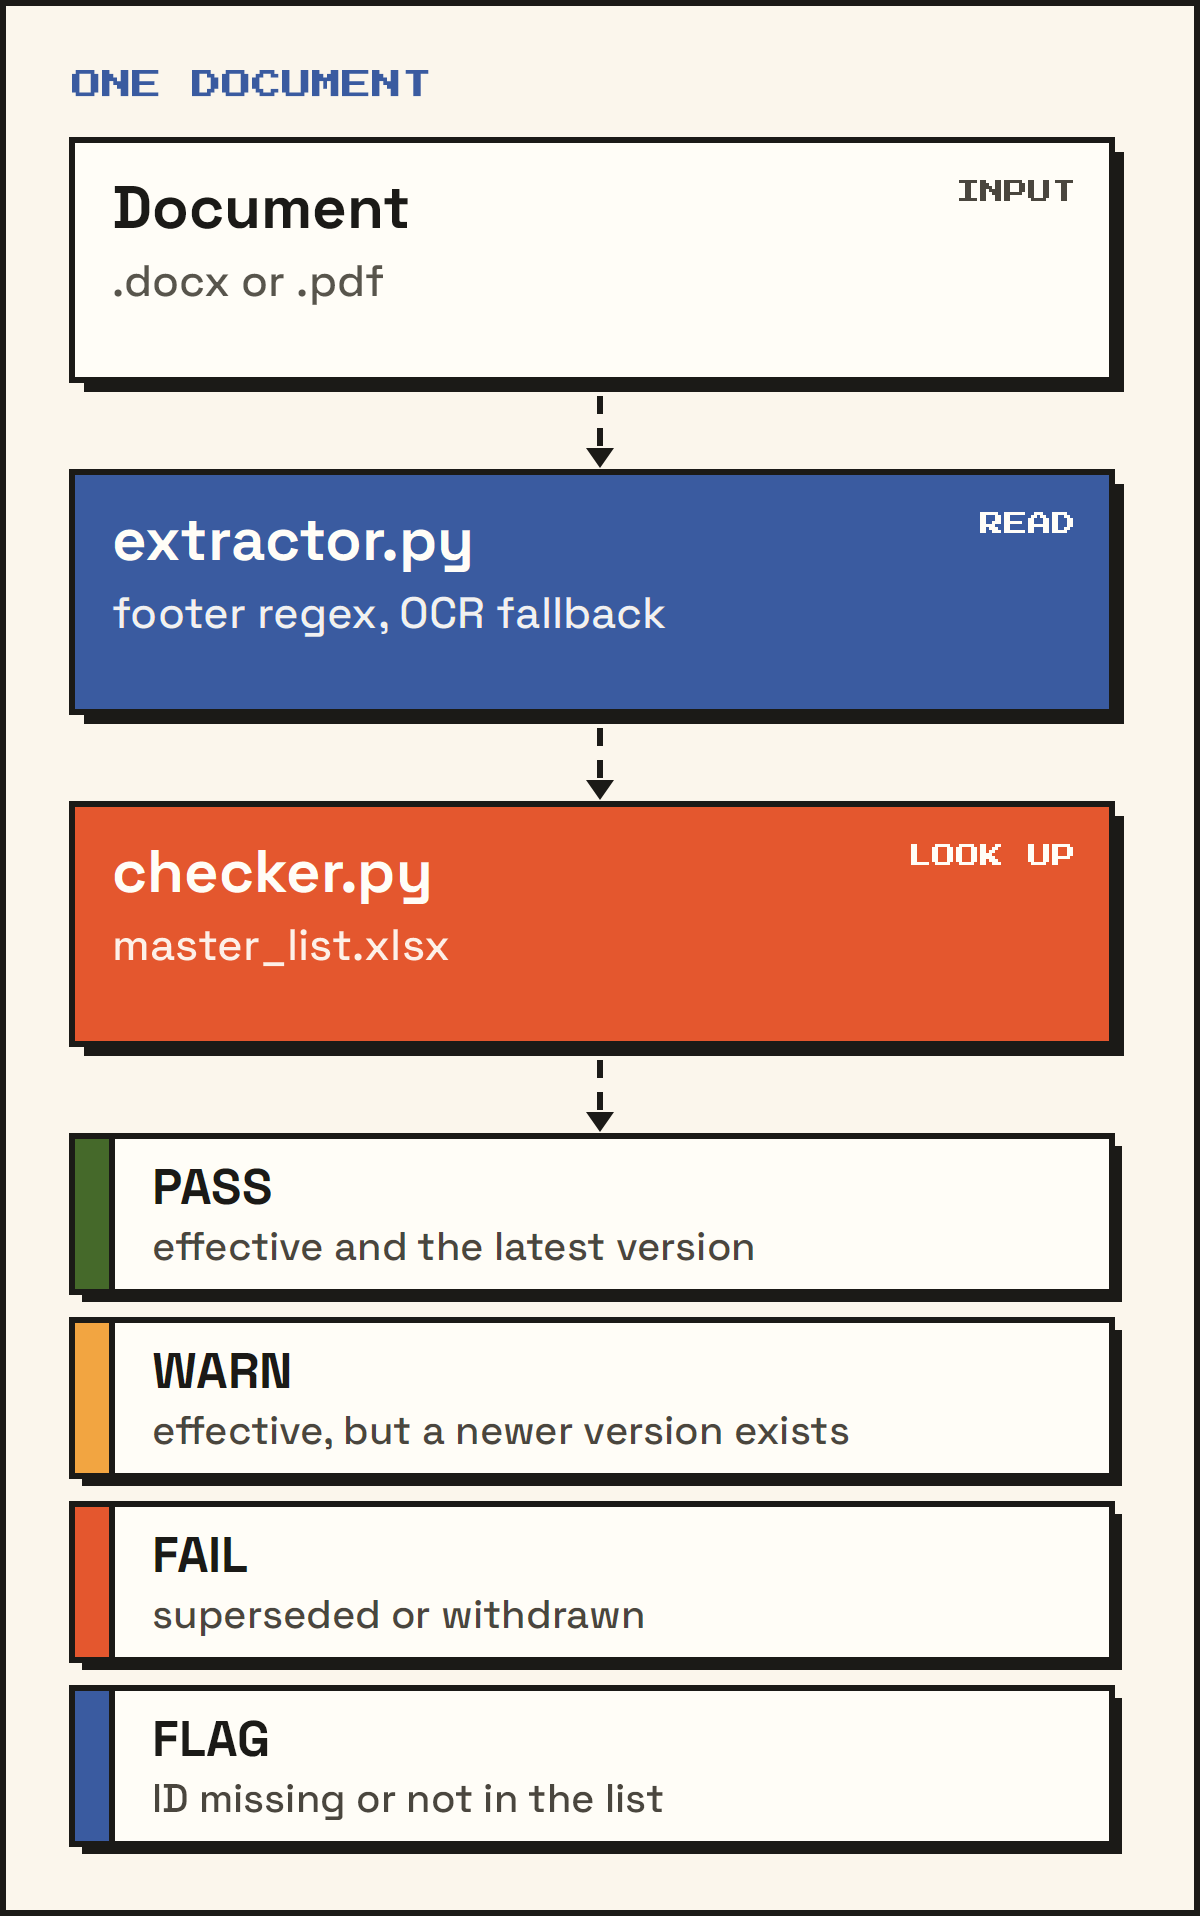 ONE DOCUMENT
Document
INPUT
.docx or .pdf
extractor.py
READ
footer regex, OCR fallback
checker.py
LOOK UP
master_list.xlsx
PASS
effective and the latest version
WARN
effective, but a newer version exists
FAIL
superseded or withdrawn
FLAG
ID missing or not in the list